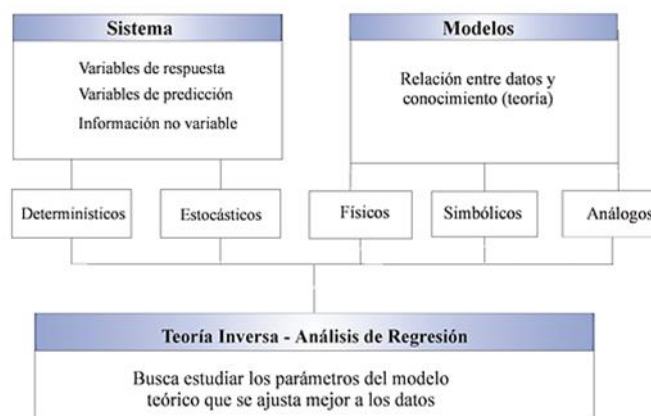 Sistema
Variables de respuesta
Variables de predicción
Información no variable
Modelos
Relación entre datos y
conocimiento (teoría)
Determinísticos
Estocásticos
Físicos
Simbólicos
Análogos
Teoría Inversa - Análisis de Regresión
Busca estudiar los parámetros del modelo
teórico que se ajusta mejor a los datos